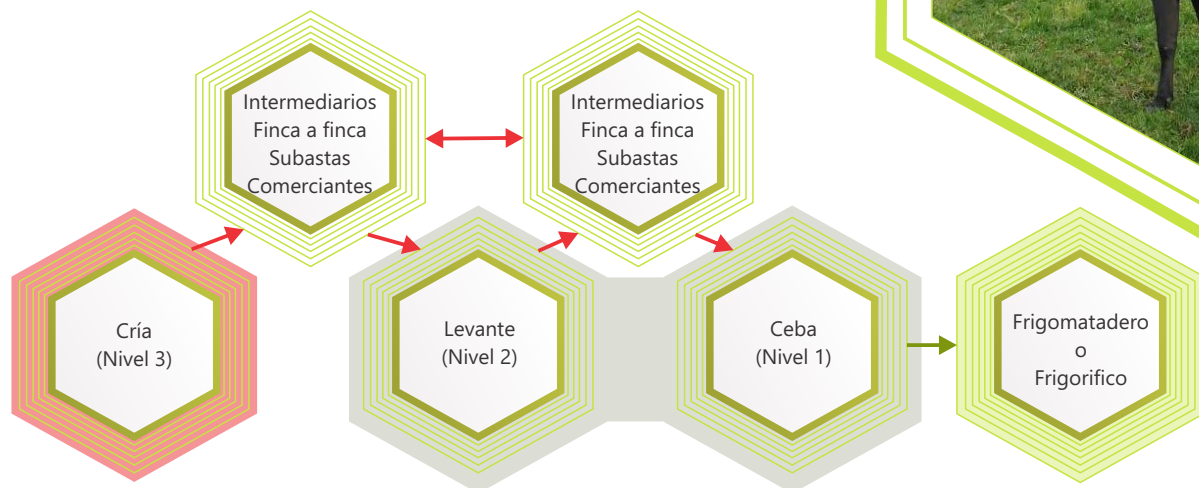 Intermediarios
Finca a finca
Subastas
Comerciantes
Intermediarios
Finca a finca
Subastas
Comerciantes
Cría
(Nivel 3)
Levante
(Nivel 2)
Ceba
(Nivel 1)
Frigomatadero
o
Frigorifico